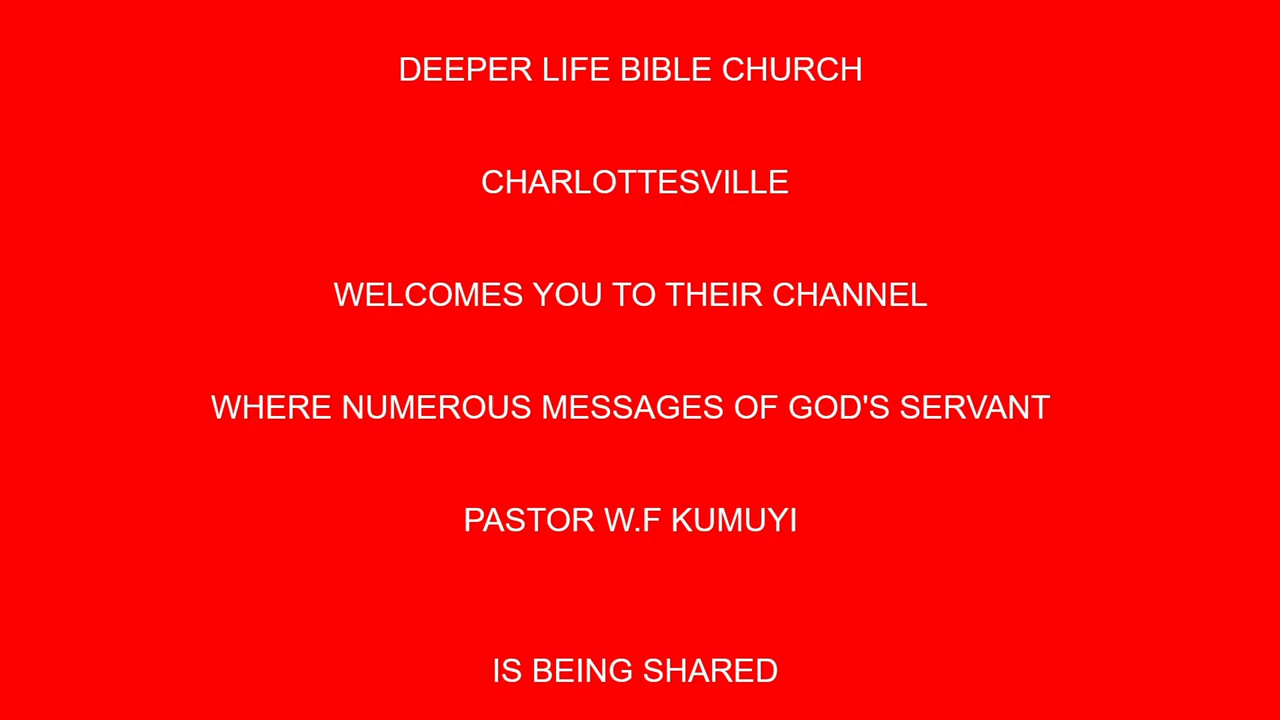 DEEPER LIFE BIBLE CHURCH
CHARLOTTESVILLE
WELCOMES YOU TO THEIR CHANNEL
WHERE NUMEROUS MESSAGES OF GOD'S SERVANT
PASTOR W.F KUMUYI
IS BEING SHARED